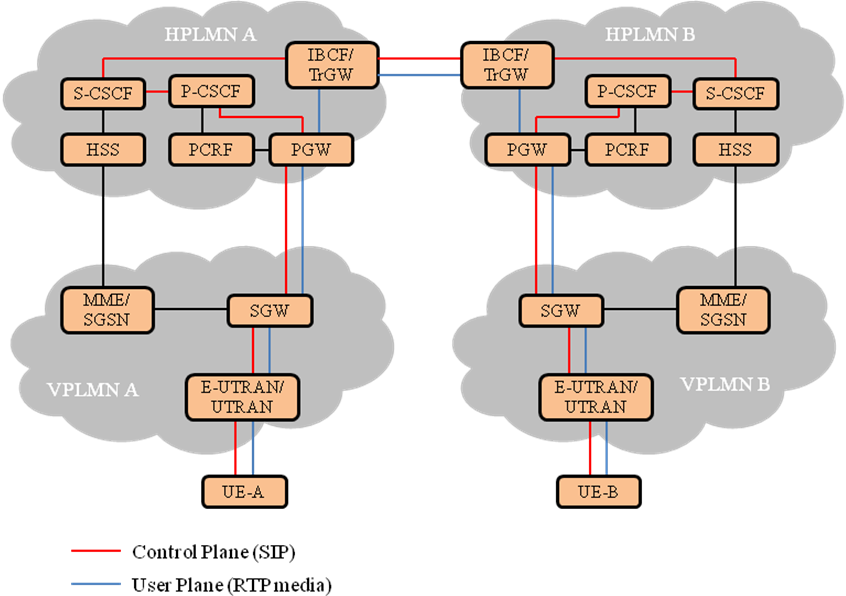 HPLMN A
HPLMN B
IBCF/
TrGW
IBCF/
TrGW
S-CSCF
P-CSCF
P-CSCF
S-CSCF
HSS
PCRF
PGW
PGW
PCRF
HSS
MME/
SGSN
SGW
SGW
MME/
SGSN
VPLMN A
E-UTRAN/
UTRAN
E-UTRAN/
UTRAN
VPLMN B
UE-A
UE-B
Control Plane (SIP)
User Plane (RTP media)